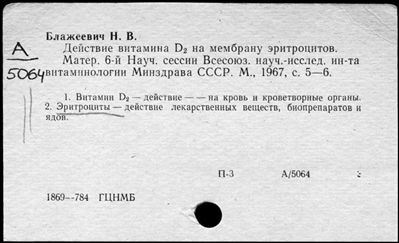 Блажеевич Н. В.
А
Действие витамина D₂ на мембрану эритроцитов.
Матер. 6-й Науч. сессии Всесоюз. науч.-исслед. ин-та
5064
витаминологии Минздрава СССР. М., 1967, с. 5—6.
1. Витамин D₂ — действие — — на кровь и кроветворные органы.
2. Эритроциты — действие лекарственных веществ, биопрепаратов и
ядов.
П-3 А/5064 2
1869--784 ГЦНМБ